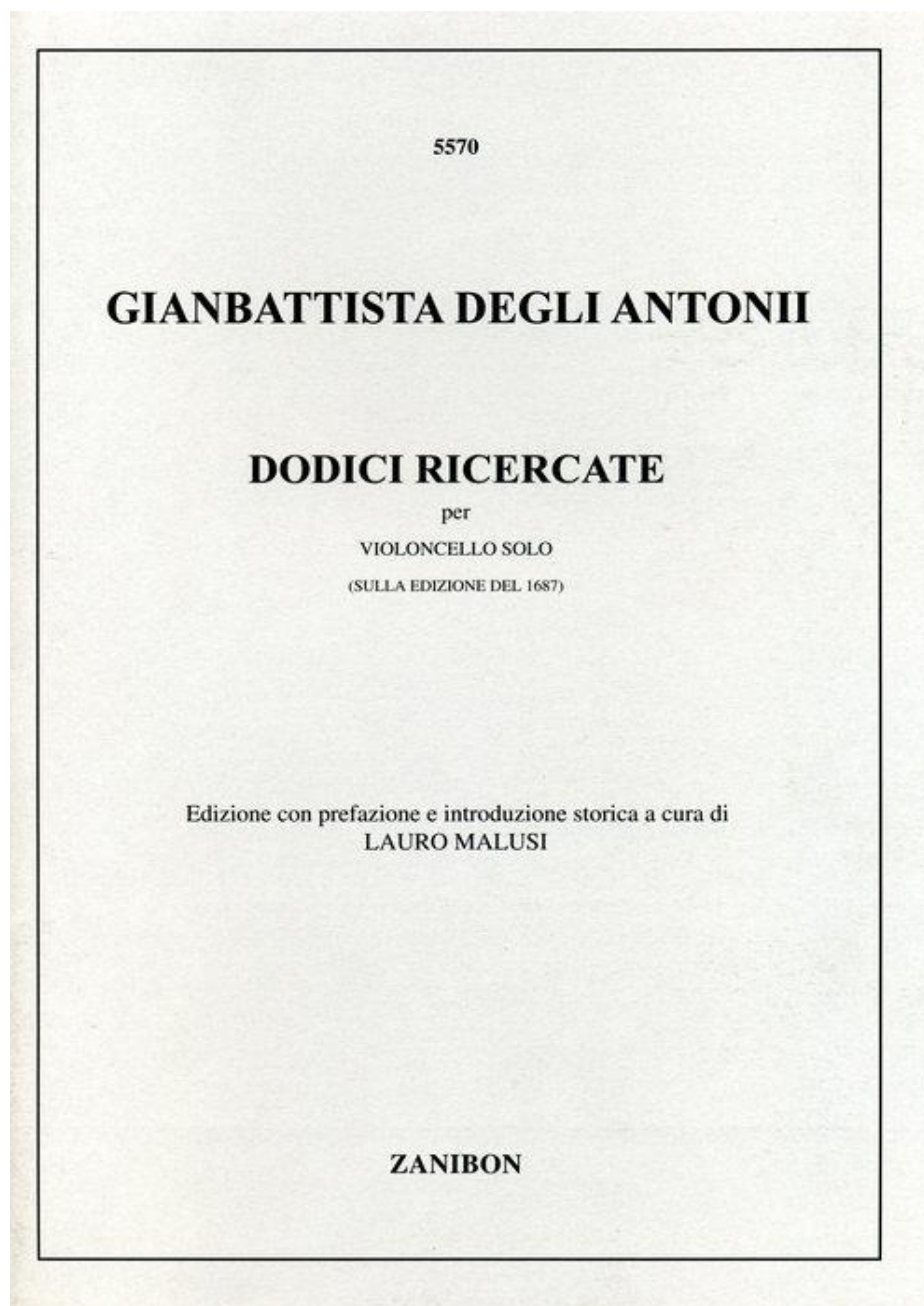 5570
GIANBATTISTA DEGLI ANTONII
DODICI RICERCATE
per
VIOLONCELLO SOLO
(SULLA EDIZIONE DEL 1687)
Edizione con prefazione e introduzione storica a cura di
LAURO MALUSI
ZANIBON